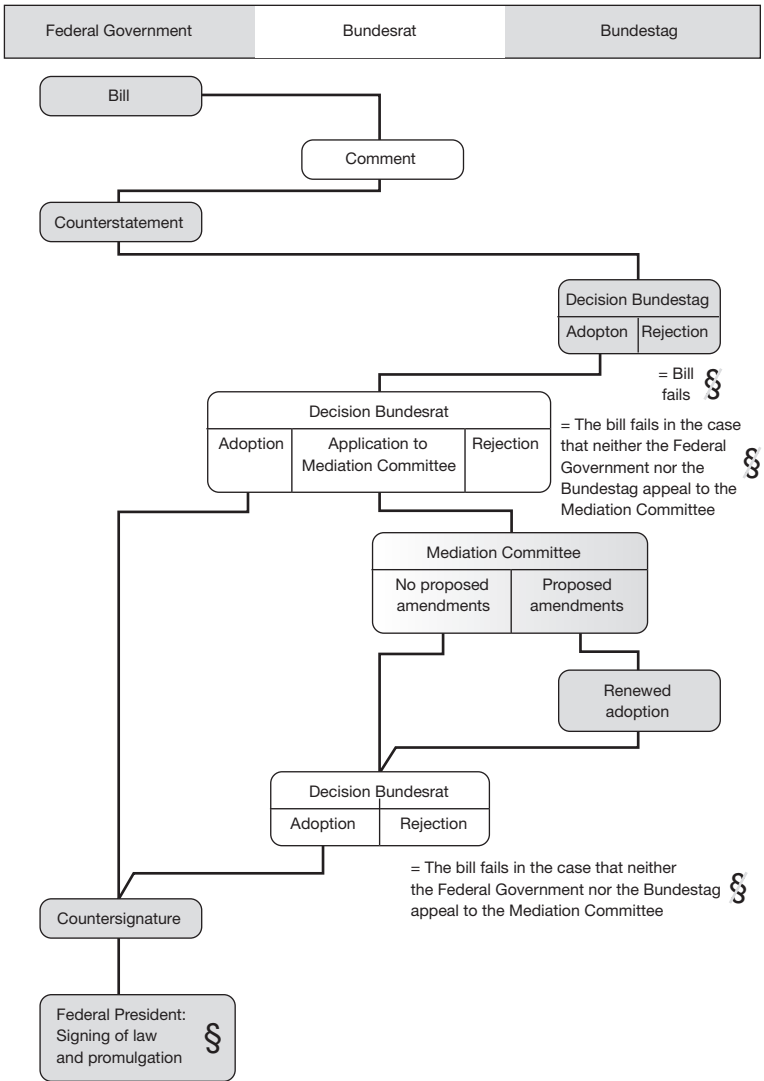 Federal Government
Bundesrat
Bundestag
Bill
Comment
Counterstatement
Decision Bundestag
Adopton
Rejection
= Bill
fails
§
Decision Bundesrat
Adoption
Application to
Mediation Committee
Rejection
= The bill fails in the case
that neither the Federal
Government nor the
Bundestag appeal to the
Mediation Committee
§
Mediation Committee
No proposed
amendments
Proposed
amendments
Renewed
adoption
Decision Bundesrat
Adoption
Rejection
= The bill fails in the case that neither
the Federal Government nor the Bundestag
appeal to the Mediation Committee
§
Countersignature
Federal President:
Signing of law
and promulgation
§